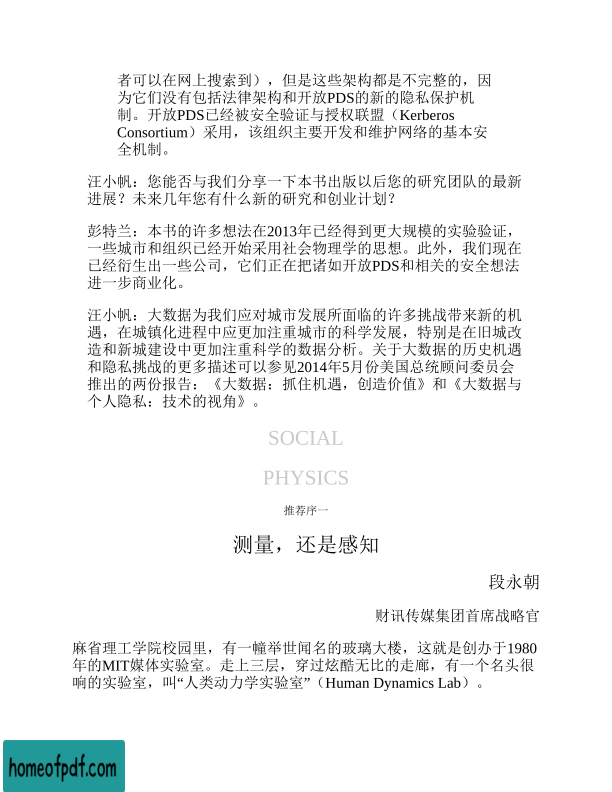 者可以在网上搜索到），但是这些架构都是不完整的，因
为它们没有包括法律架构和开放PDS的新的隐私保护机
制。开放PDS已经被安全验证与授权联盟（Kerberos
Consortium）采用，该组织主要开发和维护网络的基本安
全机制。
汪小帆：您能否与我们分享一下本书出版以后您的研究团队的最新
进展？未来几年您有什么新的研究和创业计划？
彭特兰：本书的许多想法在2013年已经得到更大规模的实验验证，
一些城市和组织已经开始采用社会物理学的思想。此外，我们现在
已经衍生出一些公司，它们正在把诸如开放PDS和相关的安全想法
进一步商业化。
汪小帆：大数据为我们应对城市发展所面临的许多挑战带来新的机
遇，在城镇化进程中应更加注重城市的科学发展，特别是在旧城改
造和新城建设中更加注重科学的数据分析。关于大数据的历史机遇
和隐私挑战的更多描述可以参见2014年5月份美国总统顾问委员会
推出的两份报告：《大数据：抓住机遇，创造价值》和《大数据与
个人隐私：技术的视角》。
SOCIAL
PHYSICS
推荐序一
测量，还是感知
段永朝
财讯传媒集团首席战略官
麻省理工学院校园里，有一幢举世闻名的玻璃大楼，这就是创办于1980
年的MIT媒体实验室。走上三层，穿过炫酷无比的走廊，有一个名头很
响的实验室，叫“人类动力学实验室”（Human Dynamics Lab）。
homeofpdf.com